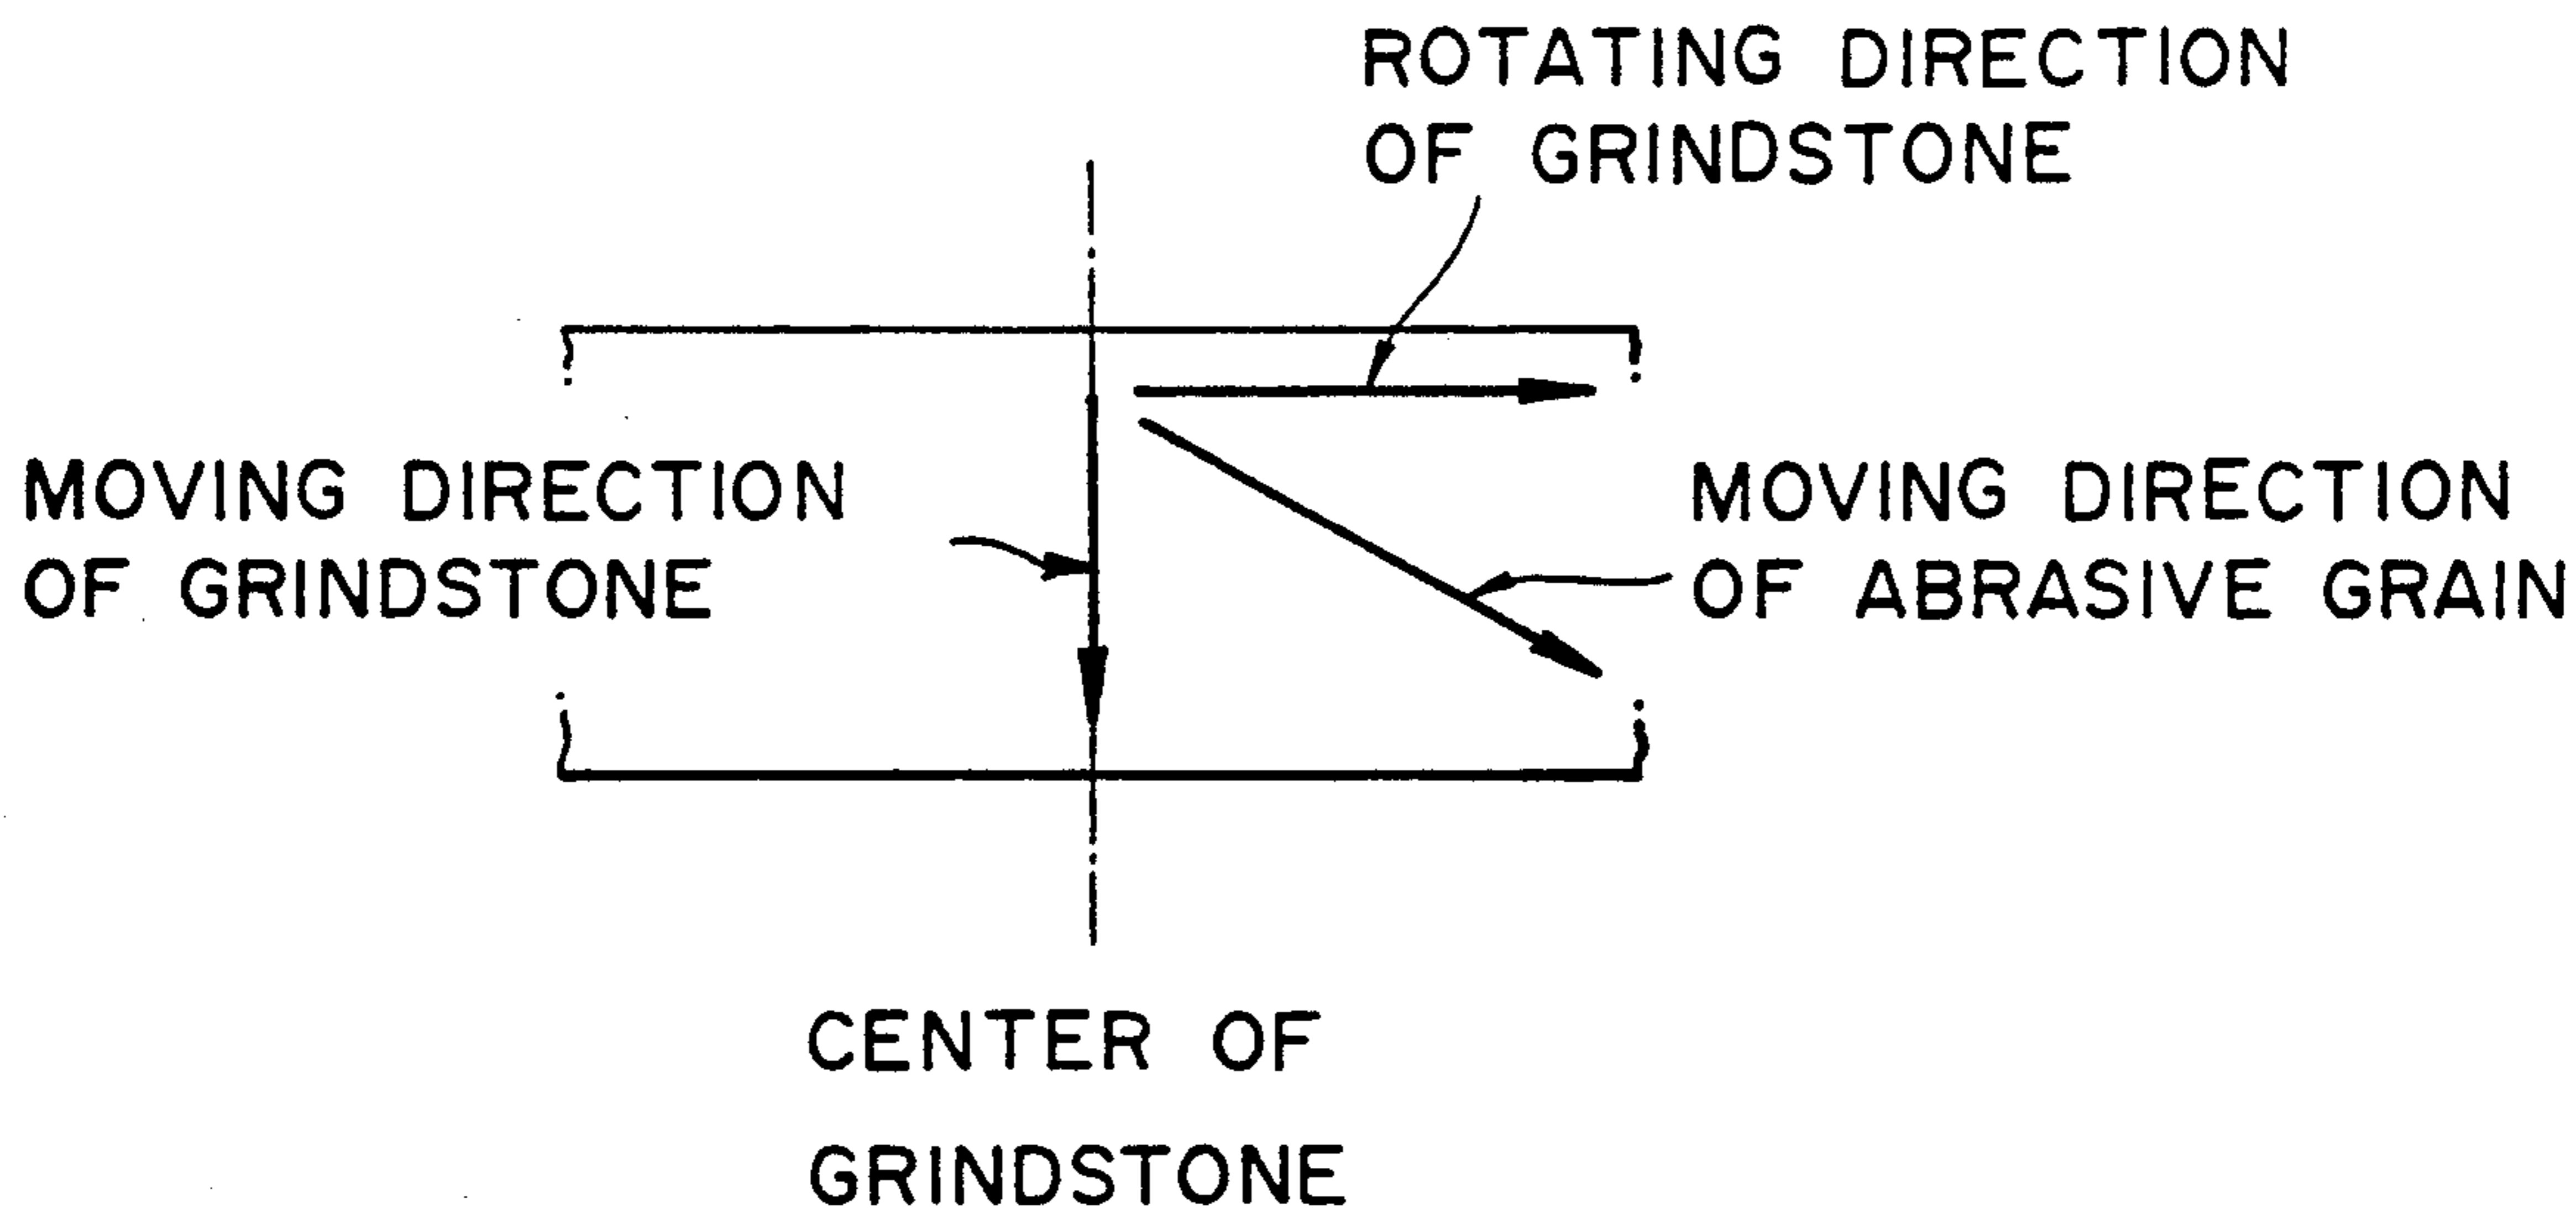 ROTATING DIRECTION
OF GRINDSTONE
MOVING DIRECTION
OF GRINDSTONE
MOVING DIRECTION
OF ABRASIVE GRAIN
CENTER OF
GRINDSTONE